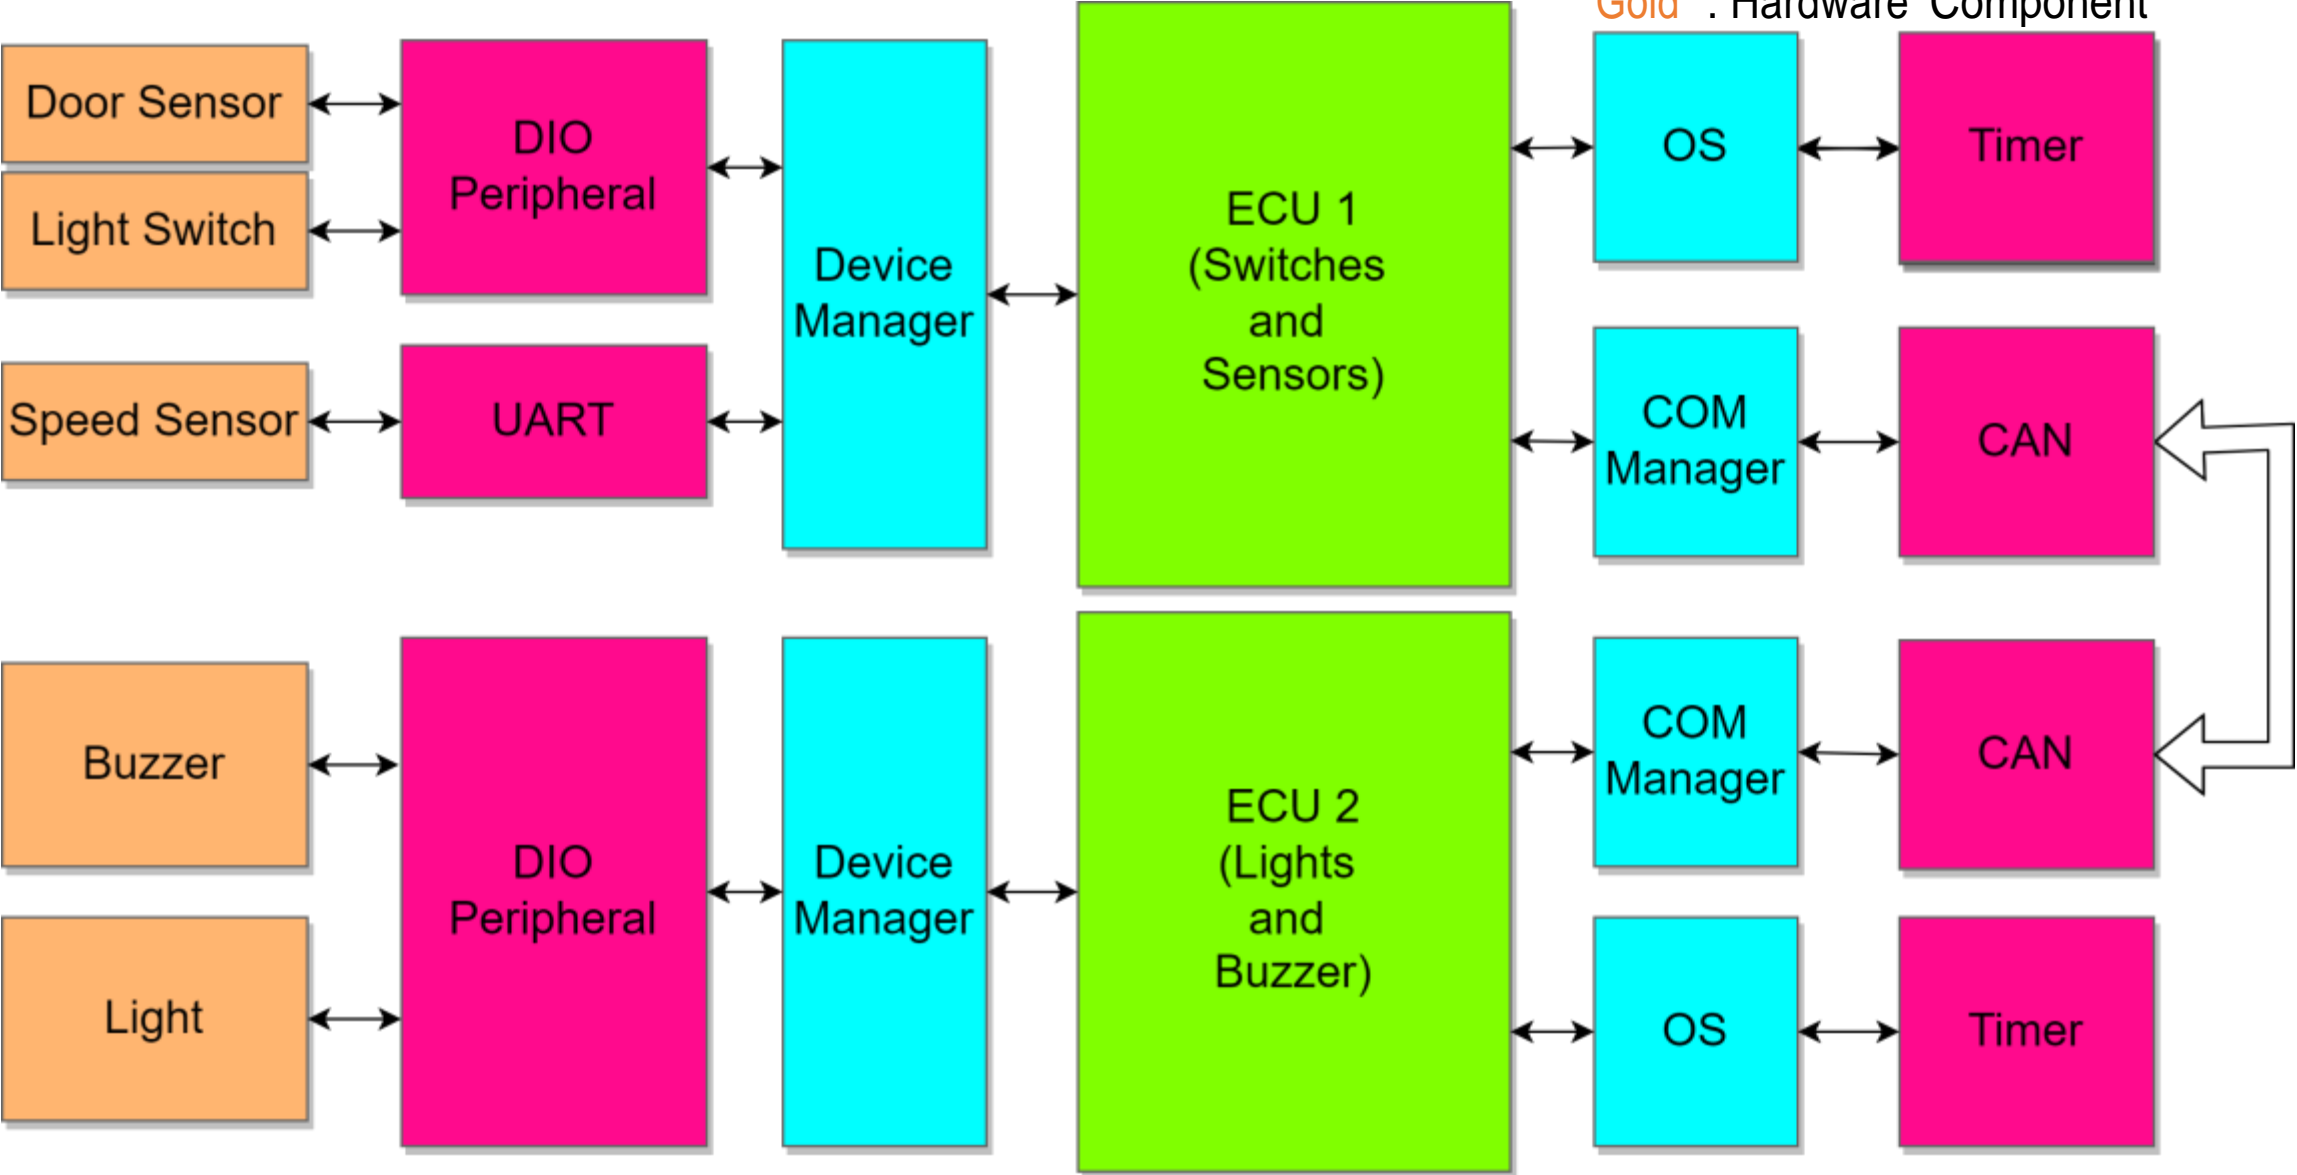 Gold : Hardware Component
Door Sensor
Light Switch
Speed Sensor
DIO
Peripheral
UART
Device
Manager
ECU 1
(Switches
and
Sensors)
OS
Timer
COM
Manager
CAN
Buzzer
Light
DIO
Peripheral
Device
Manager
ECU 2
(Lights
and
Buzzer)
COM
Manager
CAN
OS
Timer